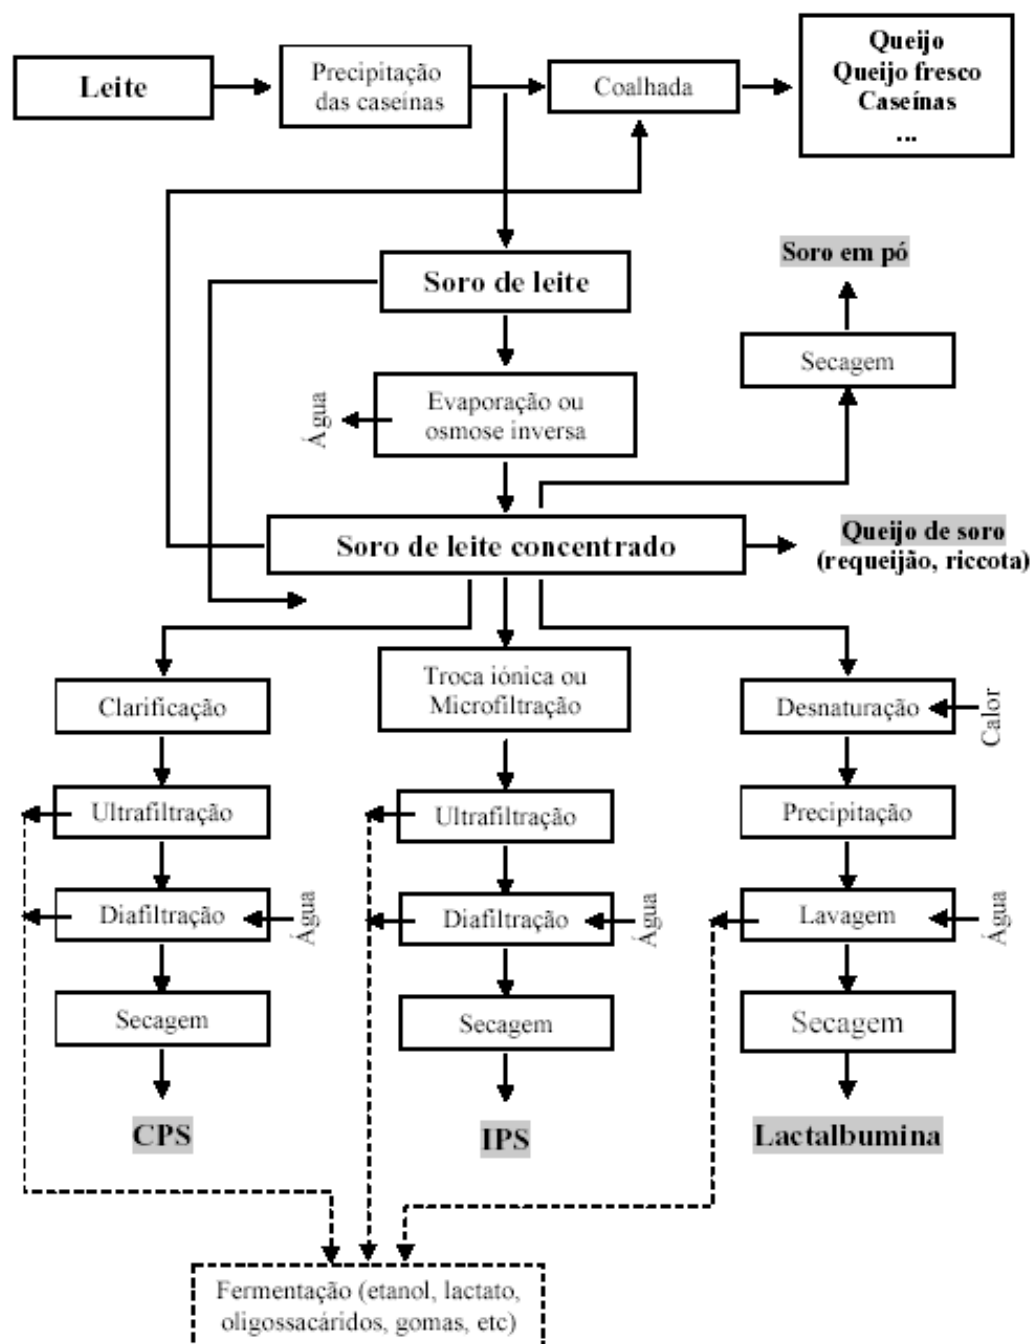 Leite
Precipitação
das caseínas
Coalhada
Queijo
Queijo fresco
Caseínas
...
Soro de leite
Soro em pó
Secagem
Evaporação ou
osmose inversa
Água
Soro de leite concentrado
Queijo de soro
(requeijão, riccota)
Clarificação
Troca iónica ou
Microfiltração
Desnaturação
Calor
Ultrafiltração
Ultrafiltração
Precipitação
Diafiltração
Água
Diafiltração
Água
Lavagem
Água
Secagem
Secagem
Secagem
CPS
IPS
Lactalbumina
Fermentação (etanol, lactato,
oligossacáridos, gomas, etc)